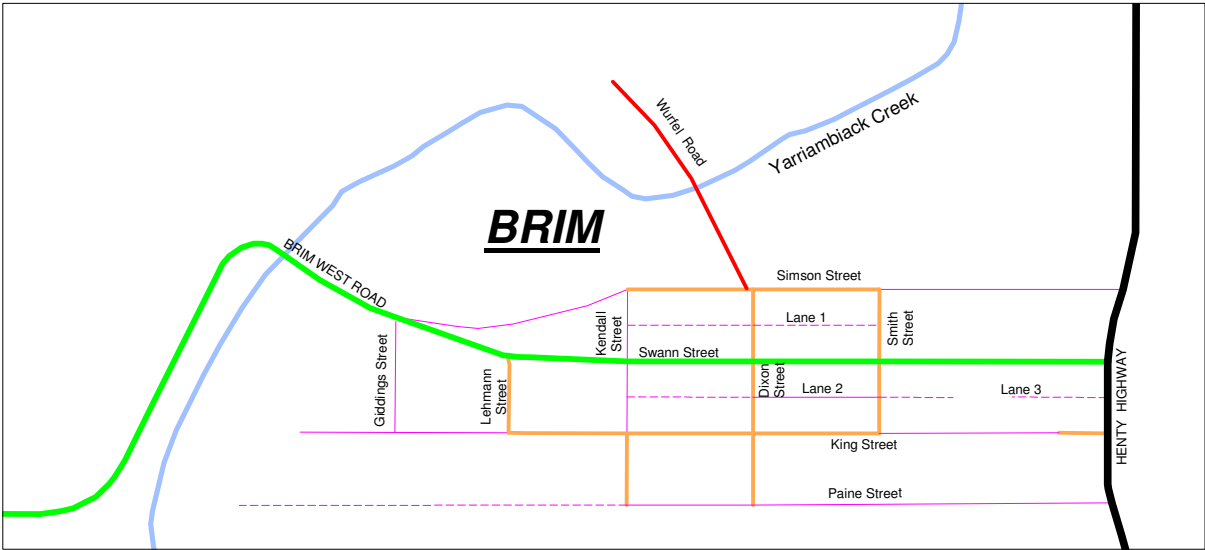 Wurfel Road
Yarriambiack Creek
BRIM
BRIM WEST ROAD
Simson Street
Lane 1
Kendall
Street
Smith
Street
Swann Street
Giddings Street
Lehmann
Street
Dixon
Street
Lane 2
Lane 3
HENTY HIGHWAY
King Street
Paine Street